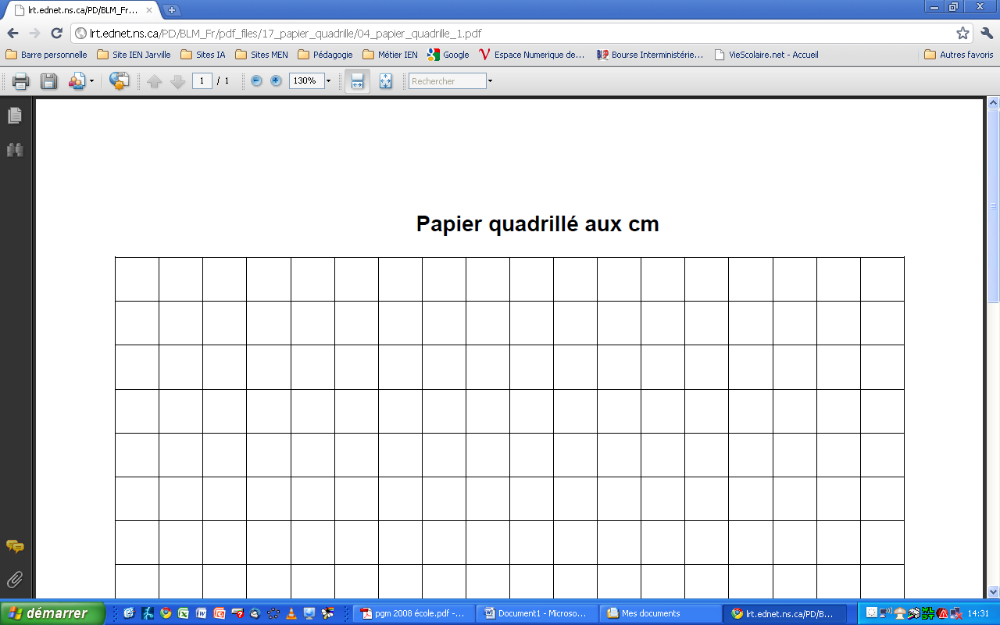 lrt.ednet.ns.ca/PD/BLM_Fr...
lrt.ednet.ns.ca/PD/BLM_Fr/pdf_files/17_papier_quadrille/04_papier_quadrille_1.pdf
Barre personnelle Site IEN Jarville Sites IA Sites MEN Pédagogie Métier IEN Google Espace Numerique de... Bourse Interministérie... VieScolaire.net - Accueil Autres favoris
1 / 1 130% Rechercher
Papier quadrillé aux cm
démarrer pgm 2008 école.pdf -... Document1 - Microso... Mes documents lrt.ednet.ns.ca/PD/B... 14:31